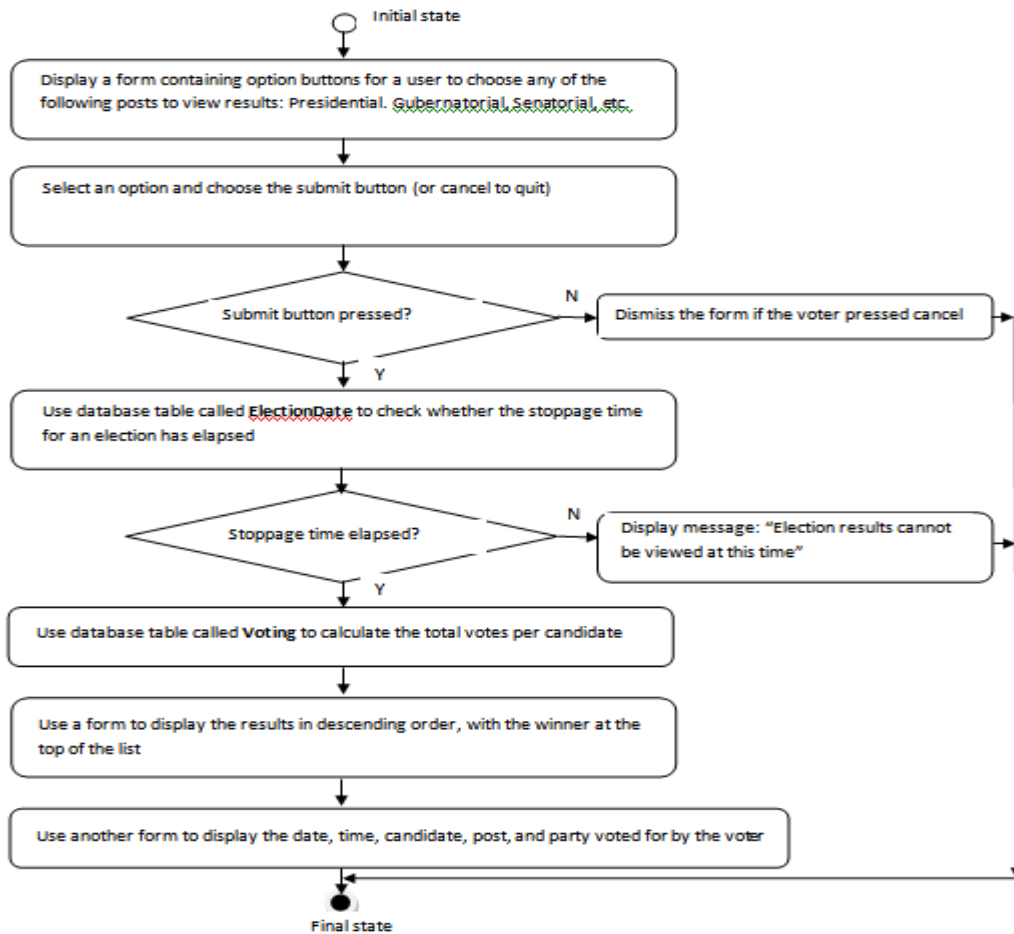 Initial state
Display a form containing option buttons for a user to choose any of the
following posts to view results: Presidential. Gubernatorial, Senatorial, etc.
Select an option and choose the submit button (or cancel to quit)
Submit button pressed?
N
Dismiss the form if the voter pressed cancel
Y
Use database table called ElectionDate to check whether the stoppage time
for an election has elapsed
Stoppage time elapsed?
N
Display message: “Election results cannot
be viewed at this time”
Y
Use database table called Voting to calculate the total votes per candidate
Use a form to display the results in descending order, with the winner at the
top of the list
Use another form to display the date, time, candidate, post, and party voted for by the voter
Final state